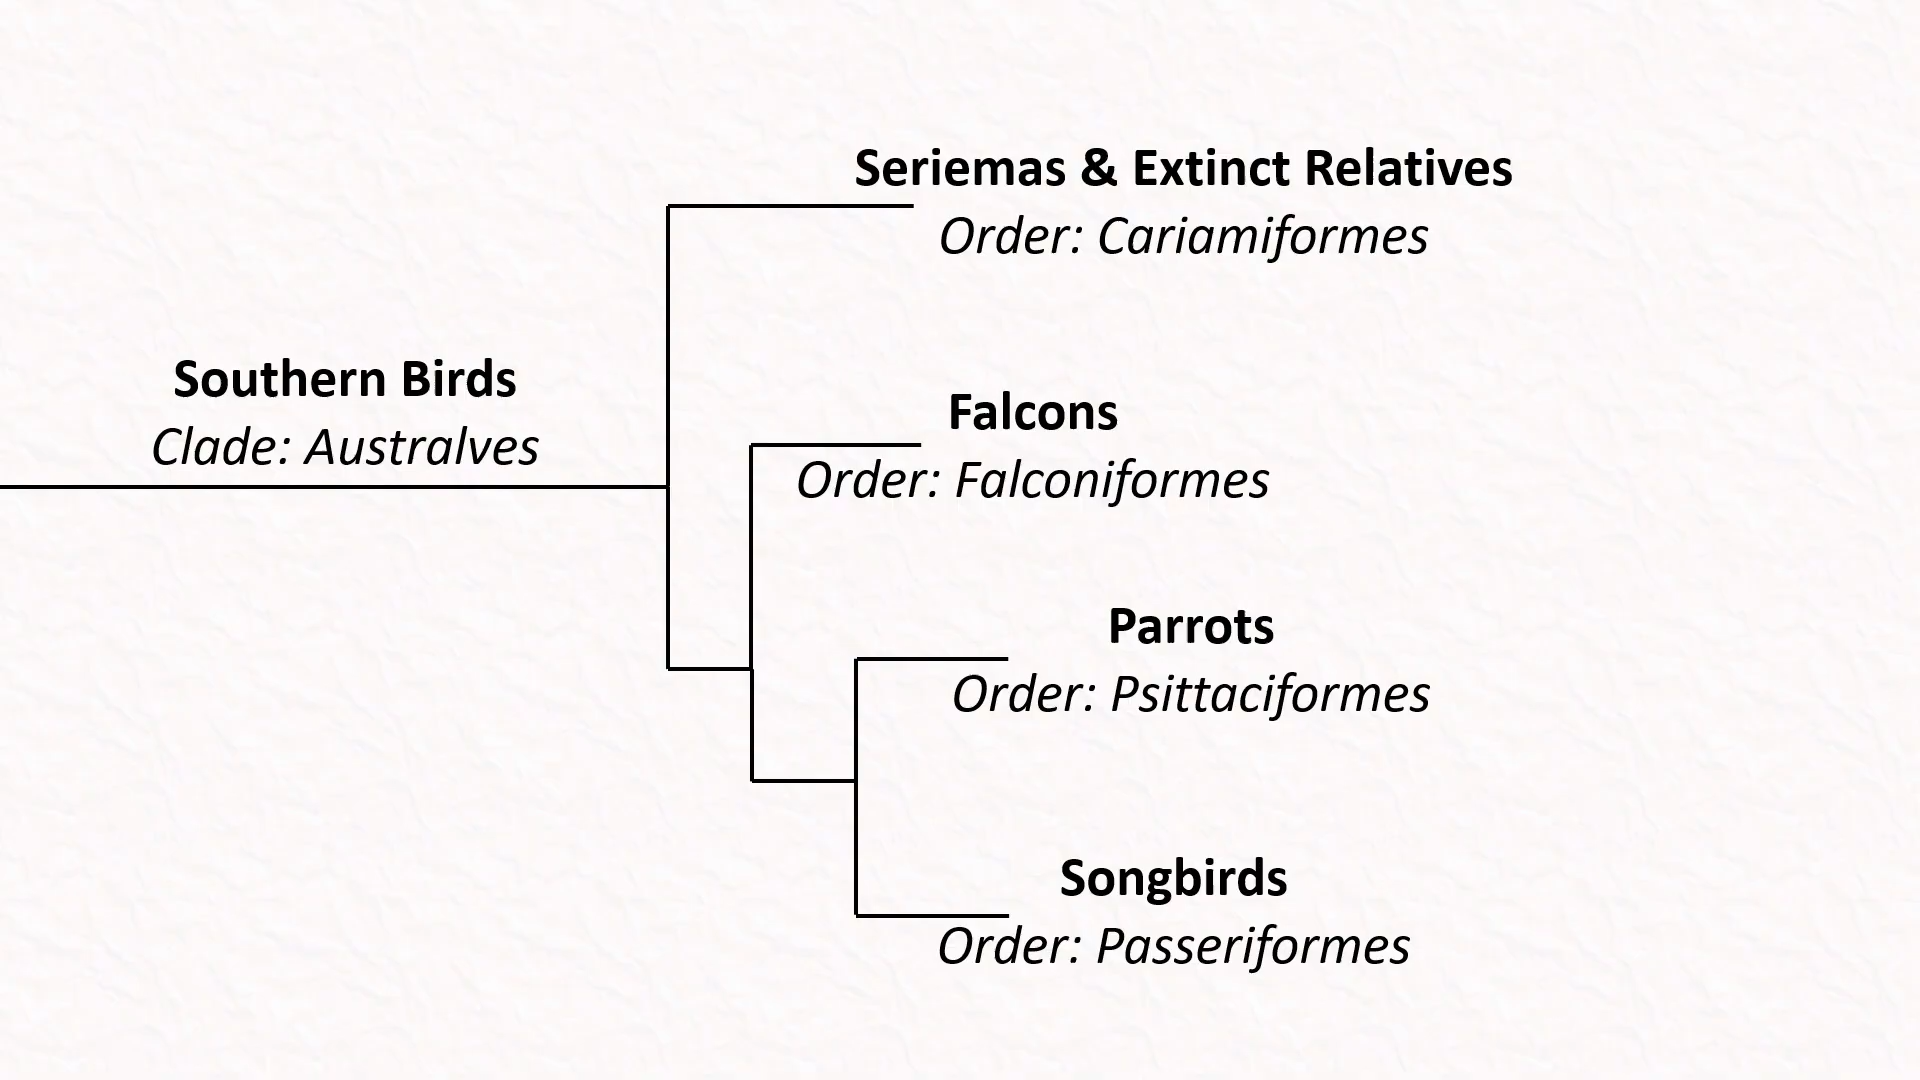 Seriemas & Extinct Relatives
Order: Cariamiformes
Southern Birds
Clade: Australves
Falcons
Order: Falconiformes
Parrots
Order: Psittaciformes
Songbirds
Order: Passeriformes